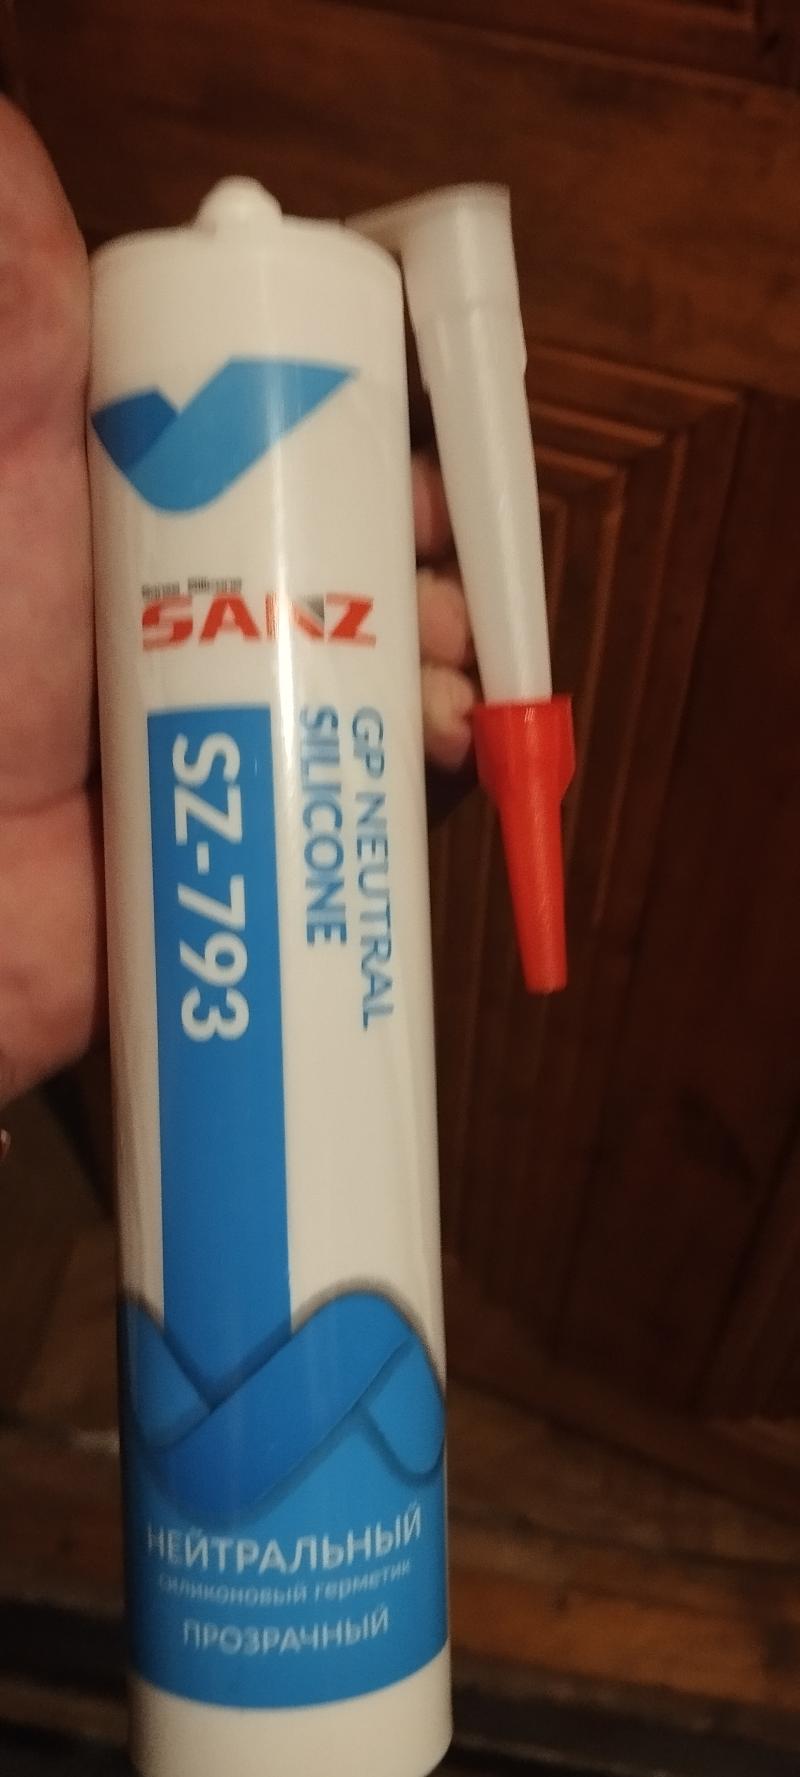 SANZ
SZ-793
GP NEUTRAL
SILICONE
НЕЙТРАЛЬНЫЙ
силиконовый герметик
ПРОЗРАЧНЫЙ